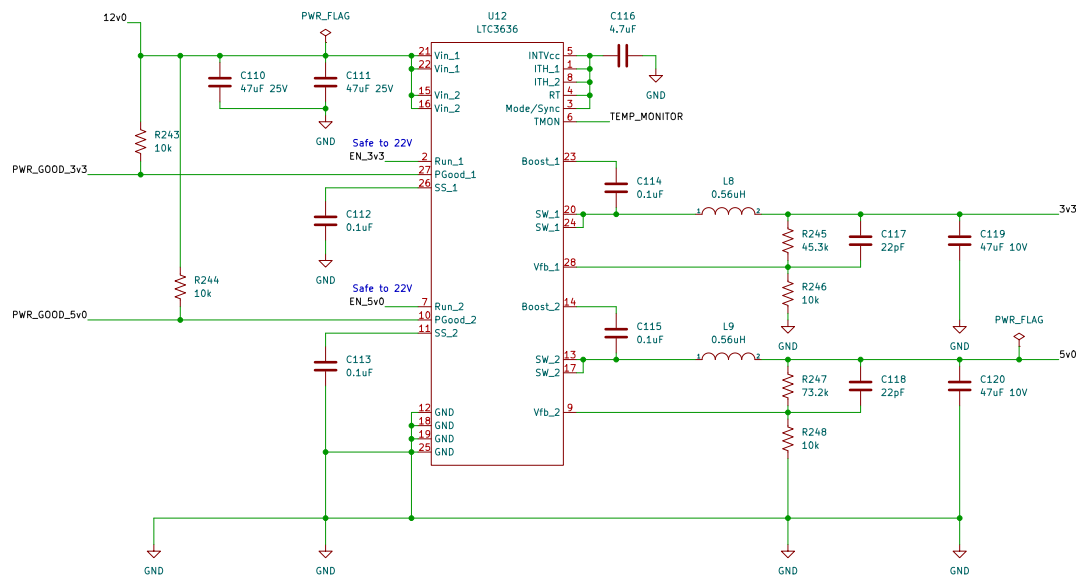 12v0
PWR_FLAG
U12
LTC3636
C116
4.7uF
GND
21 Vin_1
22 Vin_1
15 Vin_2
16 Vin_2
INTVcc 5
ITH_1 1
ITH_2 8
RT 4
Mode/Sync 3
TMON 6
TEMP_MONITOR
C110
47uF 25V
C111
47uF 25V
GND
R243
10k
Safe to 22V
EN_3v3
2 Run_1
PWR_GOOD_3v3
27 PGood_1
26 SS_1
Boost_1 23
C114
0.1uF
L8
0.56uH
1 2
SW_1 20
SW_1 24
3v3
C112
0.1uF
GND
R245
45.3k
C117
22pF
C119
47uF 10V
Vfb_1 28
R246
10k
GND
GND
R244
10k
Safe to 22V
EN_5v0
7 Run_2
PWR_GOOD_5v0
10 PGood_2
11 SS_2
Boost_2 14
C115
0.1uF
L9
0.56uH
1 2
PWR_FLAG
SW_2 13
SW_2 17
5v0
C113
0.1uF
R247
73.2k
C118
22pF
C120
47uF 10V
Vfb_2 9
R248
10k
12 GND
18 GND
19 GND
25 GND
GND
GND
GND
GND